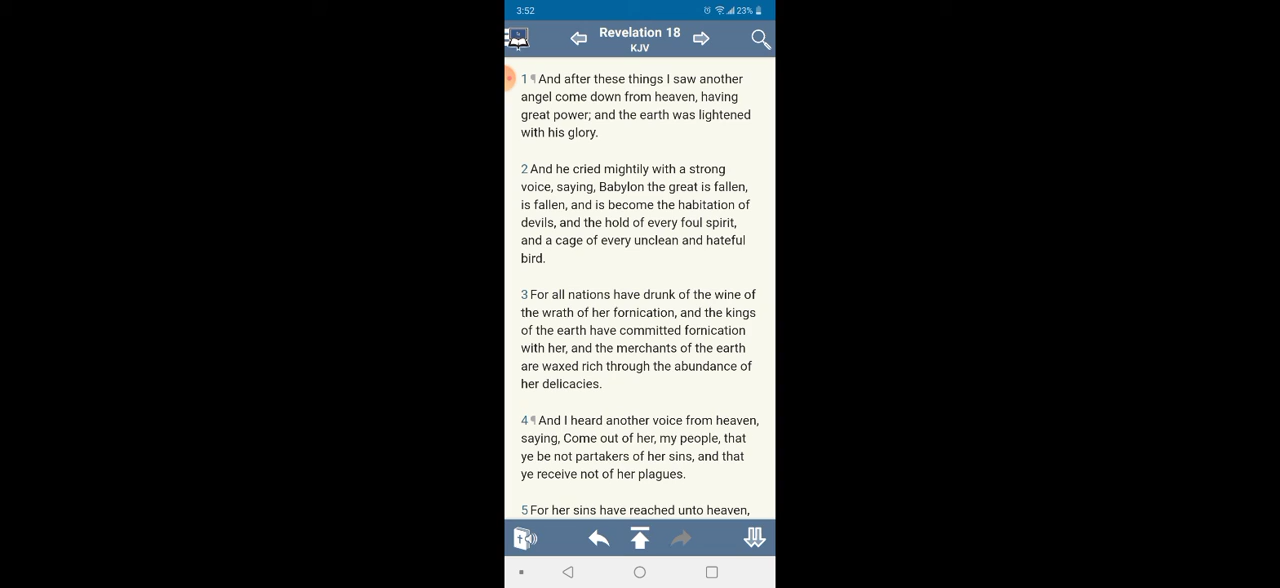 3:52
23%
Revelation 18
KJV
1 ¶ And after these things I saw another
angel come down from heaven, having
great power; and the earth was lightened
with his glory.
2 And he cried mightily with a strong
voice, saying, Babylon the great is fallen,
is fallen, and is become the habitation of
devils, and the hold of every foul spirit,
and a cage of every unclean and hateful
bird.
3 For all nations have drunk of the wine of
the wrath of her fornication, and the kings
of the earth have committed fornication
with her, and the merchants of the earth
are waxed rich through the abundance of
her delicacies.
4 ¶ And I heard another voice from heaven,
saying, Come out of her, my people, that
ye be not partakers of her sins, and that
ye receive not of her plagues.
5 For her sins have reached unto heaven,